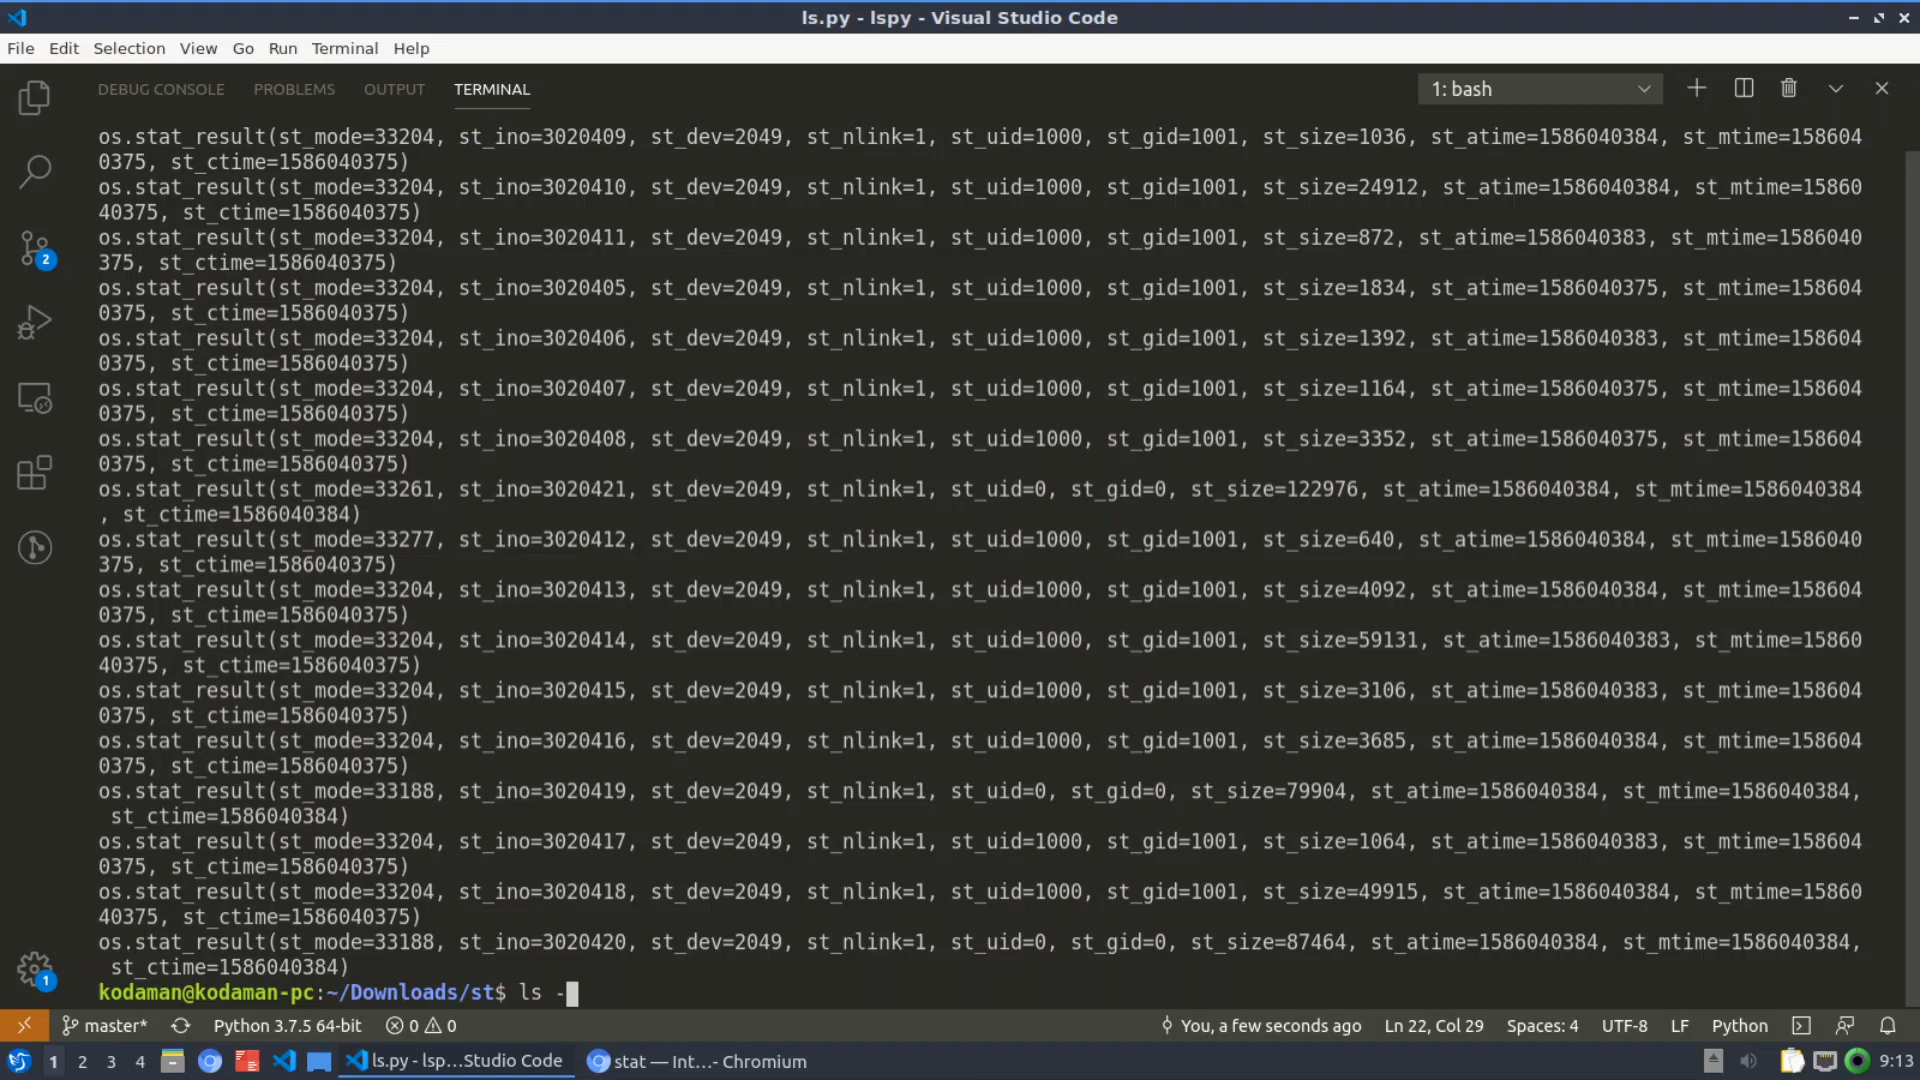 ls.py - lspy - Visual Studio Code
File Edit Selection View Go Run Terminal Help
DEBUG CONSOLE PROBLEMS OUTPUT TERMINAL 1: bash
os.stat_result(st_mode=33204, st_ino=3020409, st_dev=2049, st_nlink=1, st_uid=1000, st_gid=1001, st_size=1036, st_atime=1586040384, st_mtime=158604
0375, st_ctime=1586040375)
os.stat_result(st_mode=33204, st_ino=3020410, st_dev=2049, st_nlink=1, st_uid=1000, st_gid=1001, st_size=24912, st_atime=1586040384, st_mtime=15860
40375, st_ctime=1586040375)
os.stat_result(st_mode=33204, st_ino=3020411, st_dev=2049, st_nlink=1, st_uid=1000, st_gid=1001, st_size=872, st_atime=1586040383, st_mtime=1586040
375, st_ctime=1586040375)
os.stat_result(st_mode=33204, st_ino=3020405, st_dev=2049, st_nlink=1, st_uid=1000, st_gid=1001, st_size=1834, st_atime=1586040375, st_mtime=158604
0375, st_ctime=1586040375)
os.stat_result(st_mode=33204, st_ino=3020406, st_dev=2049, st_nlink=1, st_uid=1000, st_gid=1001, st_size=1392, st_atime=1586040383, st_mtime=158604
0375, st_ctime=1586040375)
os.stat_result(st_mode=33204, st_ino=3020407, st_dev=2049, st_nlink=1, st_uid=1000, st_gid=1001, st_size=1164, st_atime=1586040375, st_mtime=158604
0375, st_ctime=1586040375)
os.stat_result(st_mode=33204, st_ino=3020408, st_dev=2049, st_nlink=1, st_uid=1000, st_gid=1001, st_size=3352, st_atime=1586040375, st_mtime=158604
0375, st_ctime=1586040375)
os.stat_result(st_mode=33261, st_ino=3020421, st_dev=2049, st_nlink=1, st_uid=0, st_gid=0, st_size=122976, st_atime=1586040384, st_mtime=1586040384
, st_ctime=1586040384)
os.stat_result(st_mode=33277, st_ino=3020412, st_dev=2049, st_nlink=1, st_uid=1000, st_gid=1001, st_size=640, st_atime=1586040384, st_mtime=1586040
375, st_ctime=1586040375)
os.stat_result(st_mode=33204, st_ino=3020413, st_dev=2049, st_nlink=1, st_uid=1000, st_gid=1001, st_size=4092, st_atime=1586040384, st_mtime=158604
0375, st_ctime=1586040375)
os.stat_result(st_mode=33204, st_ino=3020414, st_dev=2049, st_nlink=1, st_uid=1000, st_gid=1001, st_size=59131, st_atime=1586040383, st_mtime=15860
40375, st_ctime=1586040375)
os.stat_result(st_mode=33204, st_ino=3020415, st_dev=2049, st_nlink=1, st_uid=1000, st_gid=1001, st_size=3106, st_atime=1586040383, st_mtime=158604
0375, st_ctime=1586040375)
os.stat_result(st_mode=33204, st_ino=3020416, st_dev=2049, st_nlink=1, st_uid=1000, st_gid=1001, st_size=3685, st_atime=1586040384, st_mtime=158604
0375, st_ctime=1586040375)
os.stat_result(st_mode=33188, st_ino=3020419, st_dev=2049, st_nlink=1, st_uid=0, st_gid=0, st_size=79904, st_atime=1586040384, st_mtime=1586040384,
st_ctime=1586040384)
os.stat_result(st_mode=33204, st_ino=3020417, st_dev=2049, st_nlink=1, st_uid=1000, st_gid=1001, st_size=1064, st_atime=1586040383, st_mtime=158604
0375, st_ctime=1586040375)
os.stat_result(st_mode=33204, st_ino=3020418, st_dev=2049, st_nlink=1, st_uid=1000, st_gid=1001, st_size=49915, st_atime=1586040384, st_mtime=15860
40375, st_ctime=1586040375)
os.stat_result(st_mode=33188, st_ino=3020420, st_dev=2049, st_nlink=1, st_uid=0, st_gid=0, st_size=87464, st_atime=1586040384, st_mtime=1586040384,
st_ctime=1586040384)
kodaman@kodaman-pc:~/Downloads/st$ ls -
2
1
master* Python 3.7.5 64-bit 0 0 You, a few seconds ago Ln 22, Col 29 Spaces: 4 UTF-8 LF Python
1 2 3 4 ls.py - lsp...Studio Code stat — Int...- Chromium 9:13